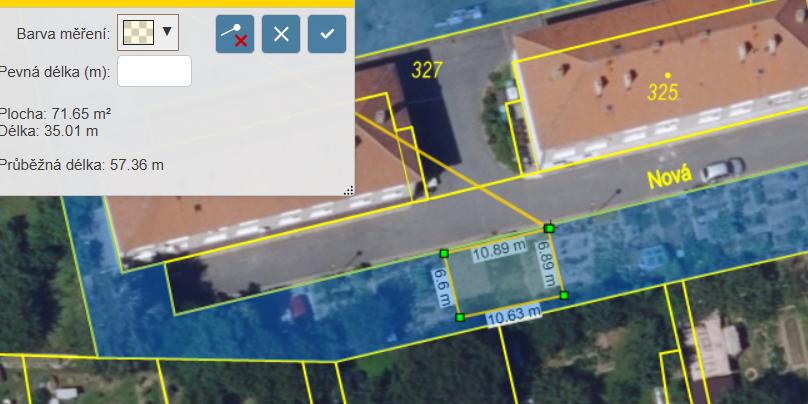 Barva měření:
Pevná délka (m):
Plocha: 71.65 m²
Délka: 35.01 m
Průběžná délka: 57.36 m
327
325
Nová
10.89 m
6.89 m
6.6 m
10.63 m